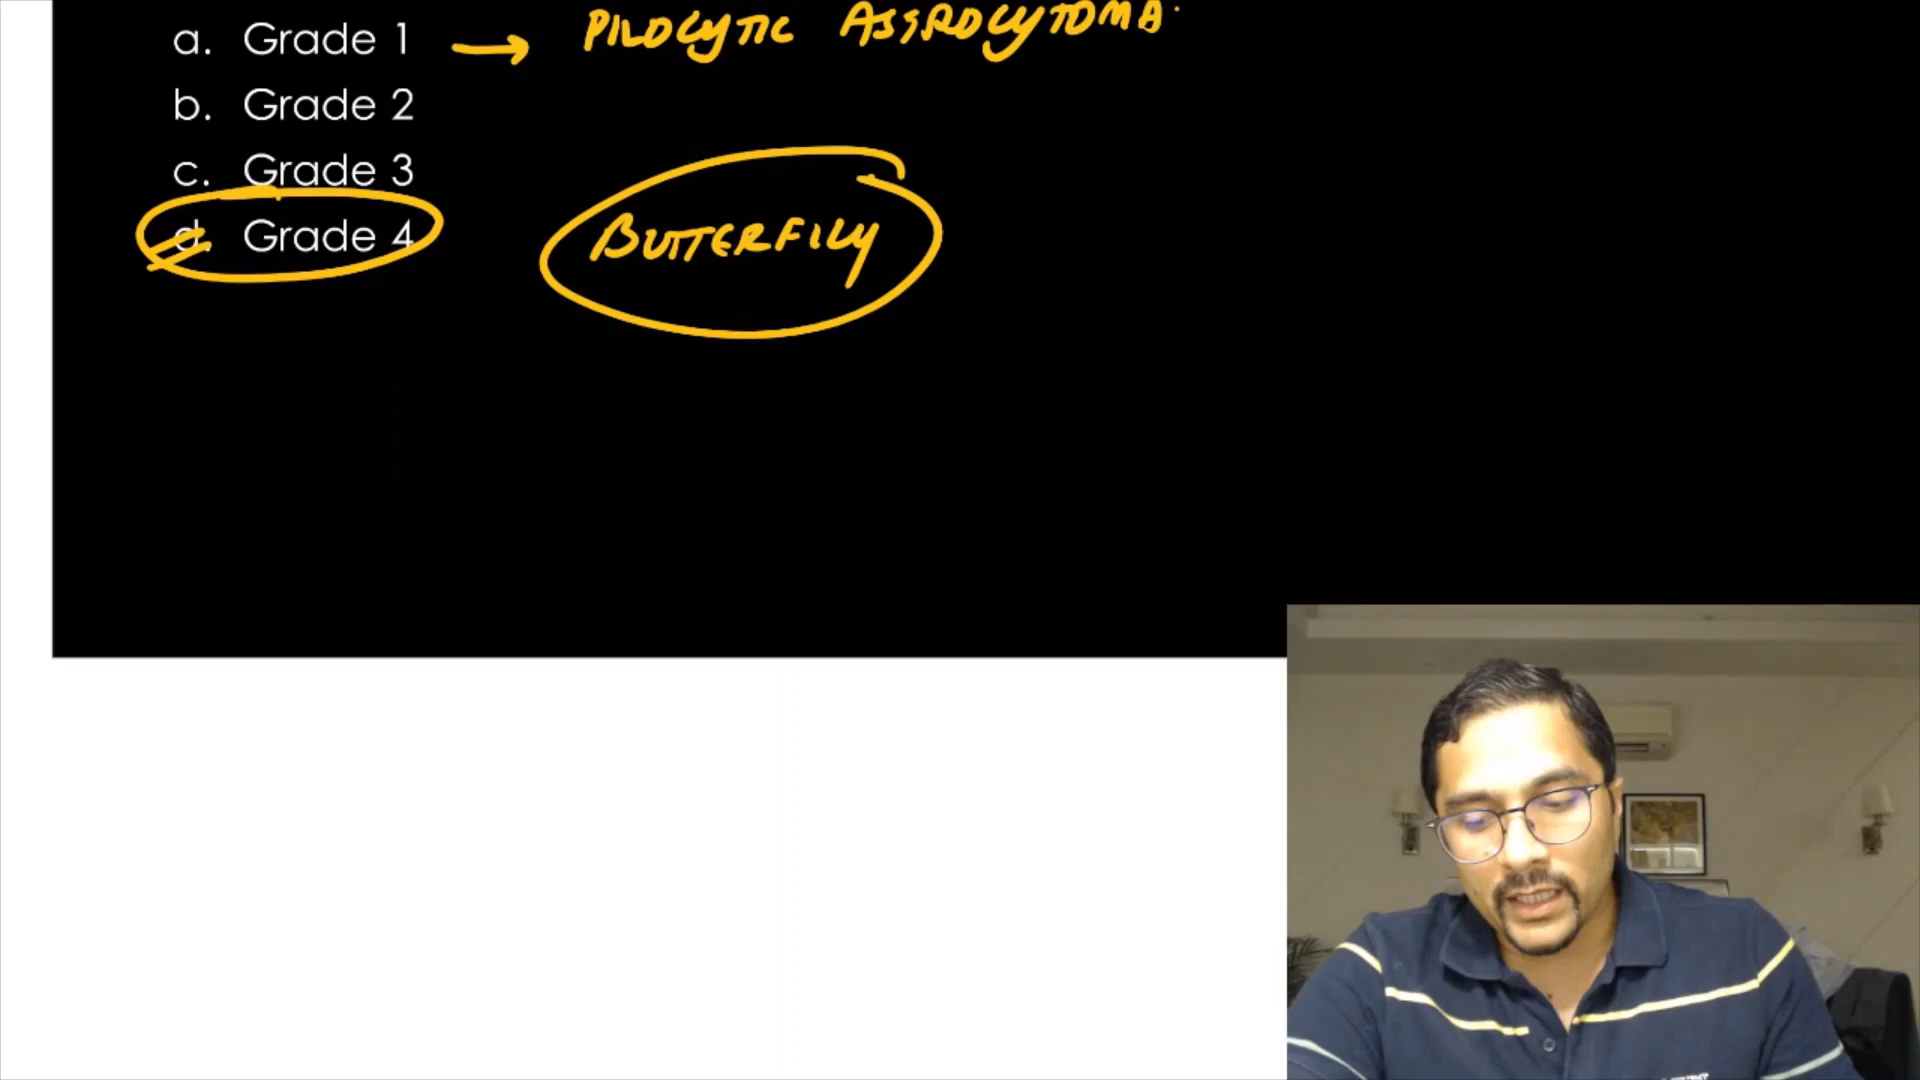 a. Grade 1 → PILOCYTIC ASTROCYTOMA.
b. Grade 2
c. Grade 3
d. Grade 4 BUTTERFLY